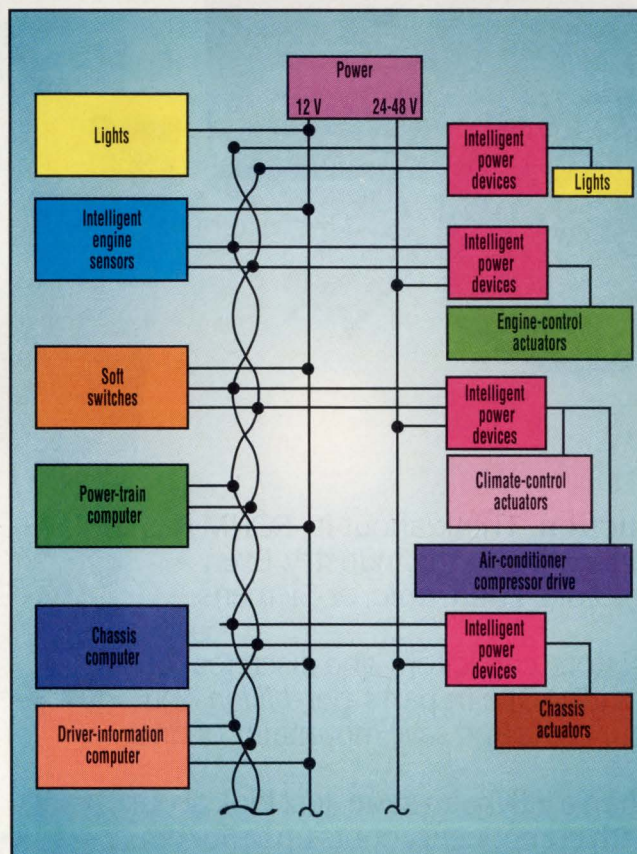 Power
12 V 24-48 V
Lights
Intelligent
power
devices
Lights
Intelligent
engine
sensors
Intelligent
power
devices
Engine-control
actuators
Soft
switches
Intelligent
power
devices
Climate-control
actuators
Power-train
computer
Air-conditioner
compressor drive
Chassis
computer
Intelligent
power
devices
Chassis
actuators
Driver-information
computer